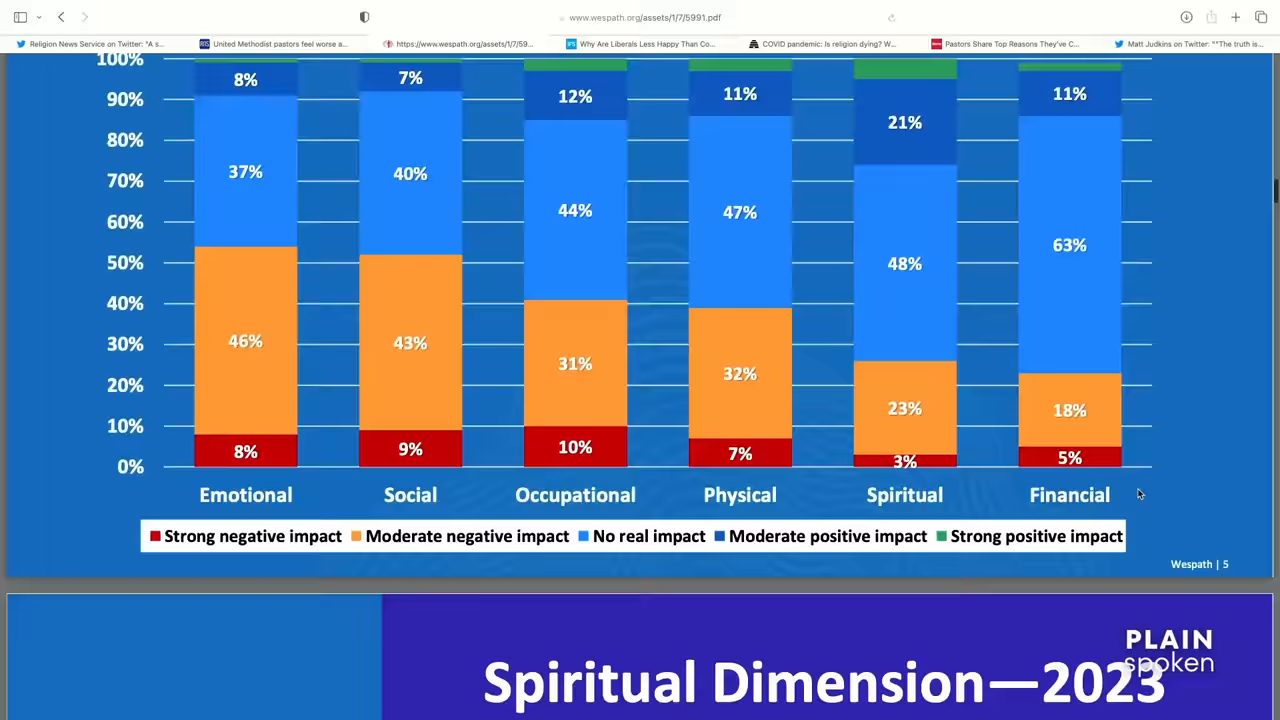 www.wespath.org/assets/1/7/5991.pdf
Religion News Service on Twitter: "A s...
United Methodist pastors feel worse a...
https://www.wespath.org/assets/1/7/59...
Why Are Liberals Less Happy Than Co...
COVID pandemic: Is religion dying? W...
Pastors Share Top Reasons They've C...
Matt Judkins on Twitter: ""The truth is...
100%
90%
80%
70%
60%
50%
40%
30%
20%
10%
0%
8% 7% 12% 11% 21% 11%
37% 40% 44% 47% 48% 63%
46% 43% 31% 32% 23% 18%
8% 9% 10% 7% 3% 5%
Emotional Social Occupational Physical Spiritual Financial
Strong negative impact Moderate negative impact No real impact Moderate positive impact Strong positive impact
Wespath | 5
PLAIN
spoken
Spiritual Dimension—2023